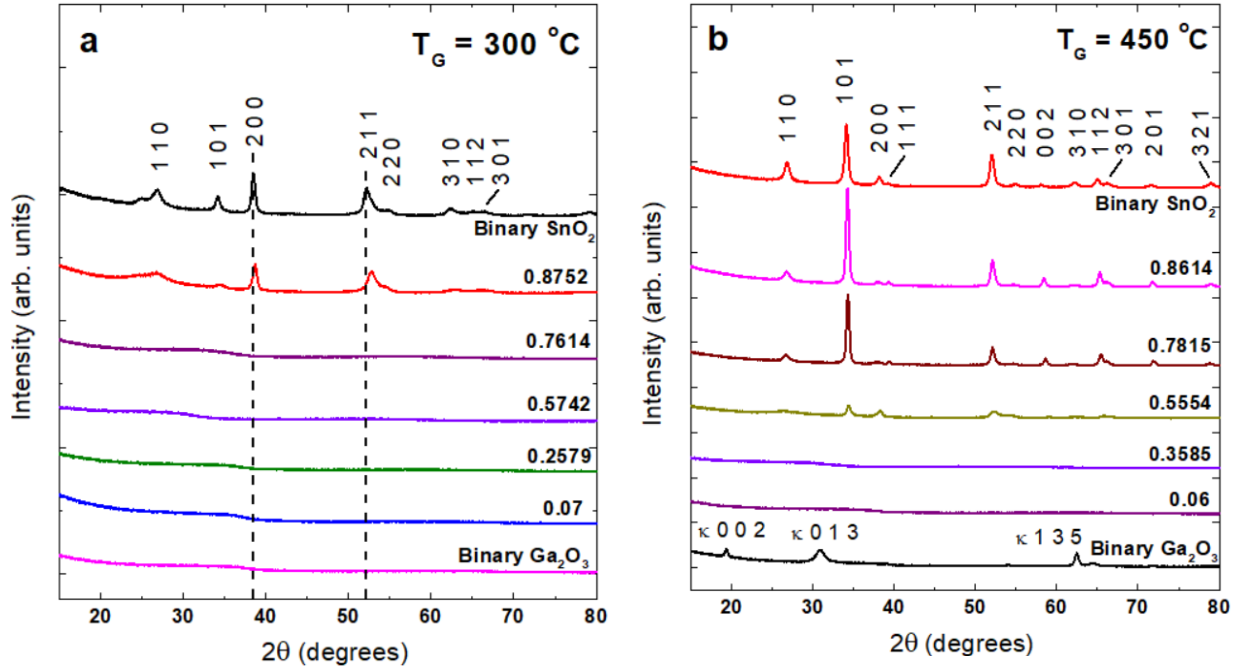 a
T_G = 300 °C
1 1 0
1 0 1
2 0 0
2 1 1
2 2 0
3 1 0
1 1 2
3 0 1
Binary SnO₂
0.8752
0.7614
0.5742
0.2579
0.07
Binary Ga₂O₃
Intensity (arb. units)
20 30 40 50 60 70 80
2θ (degrees)
b
T_G = 450 °C
1 1 0
1 0 1
2 0 0
1 1 1
2 1 1
2 2 0
0 0 2
3 1 0
1 1 2
3 0 1
2 0 1
3 2 1
Binary SnO₂
0.8614
0.7815
0.5554
0.3585
0.06
κ 0 0 2
κ 0 1 3
κ 1 3 5
Binary Ga₂O₃
Intensity (arb. units)
20 30 40 50 60 70 80
2θ (degrees)